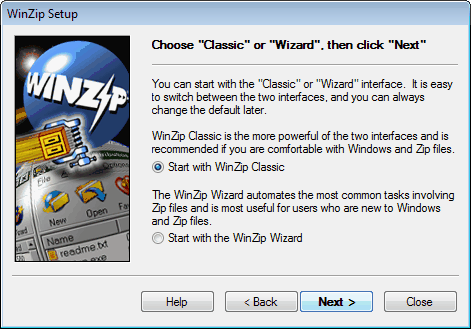 WinZip Setup
Choose "Classic" or "Wizard", then click "Next"
You can start with the "Classic" or "Wizard" interface.  It is easy
to switch between the two interfaces, and you can always
change the default later.
WinZip Classic is the more powerful of the two interfaces and is
recommended if you are comfortable with Windows and Zip files.
Start with WinZip Classic
The WinZip Wizard automates the most common tasks involving
Zip files and is most useful for users who are new to Windows
and Zip files.
Start with the WinZip Wizard
WINZIP
File
New
Open
Name
readme.txt
Help
< Back
Next >
Close